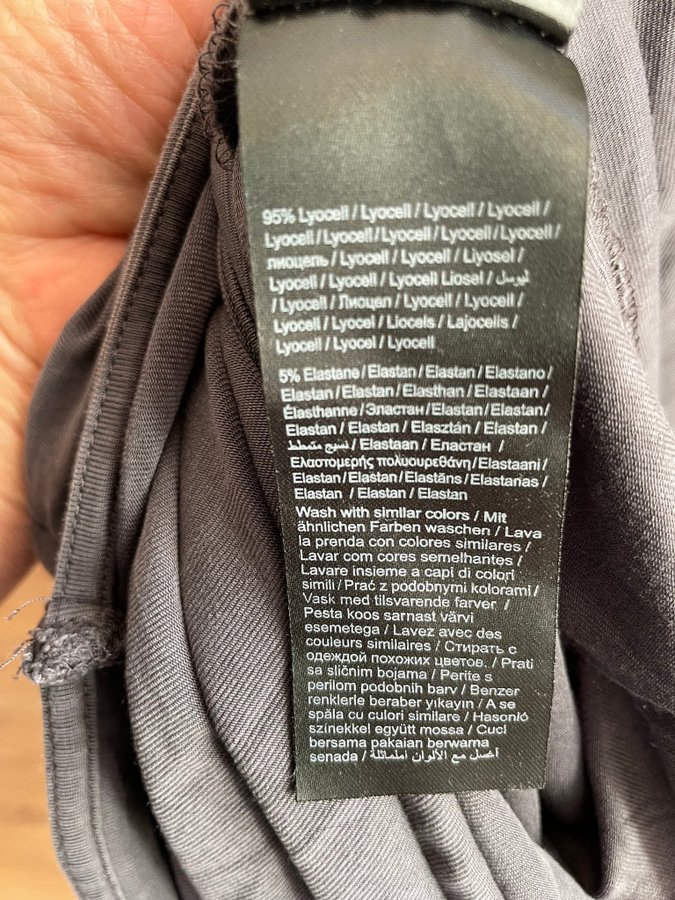 95% Lyocell / Lyocell / Lyocell / Lyocell /
Lyocell / Lyocell / Lyocell / Lyocell / Lyocell /
лиоцель / Lyocell / Lyocell / Liyosel /
Lyocell / Lyocell / Lyocell Liosel / ليوسل
/ Lyocell / Лиоцел / Lyocell / Lyocell /
Lyocell / Lyocel / Liocels / Lajocelis /
Lyocell / Lyocel / Lyocell
5% Elastane / Elastan / Elastan / Elastano /
Elastan / Elastan / Elasthan / Elastaan /
Élasthanne / Эластан / Elastan / Elastan /
Elastan / Elastan / Elasztán / Elastan /
نسيج متمطط / Elastaan / Еластан /
Ελαστομερής πολυουρεθάνη / Elastaani /
Elastan / Elastan / Elastāns / Elastanas /
Elastan / Elastan / Elastan
Wash with similar colors / Mit
ähnlichen Farben waschen / Lava
la prenda con colores similares /
Lavar com cores semelhantes /
Lavare insieme a capi di colori
simili / Prać z podobnymi kolorami /
Vask med tilsvarende farver /
Pesta koos sarnast värvi
esemetega / Lavez avec des
couleurs similaires / Стирать с
одеждой похожих цветов. / Prati
sa sličnim bojama / Perite s
perilom podobnih barv / Benzer
renklerle beraber yıkayın / A se
spăla cu culori similare / Hasonló
színekkel együtt mossa / Cuci
bersama pakaian berwarna
senada / أغسل مع الألوان املماثلة